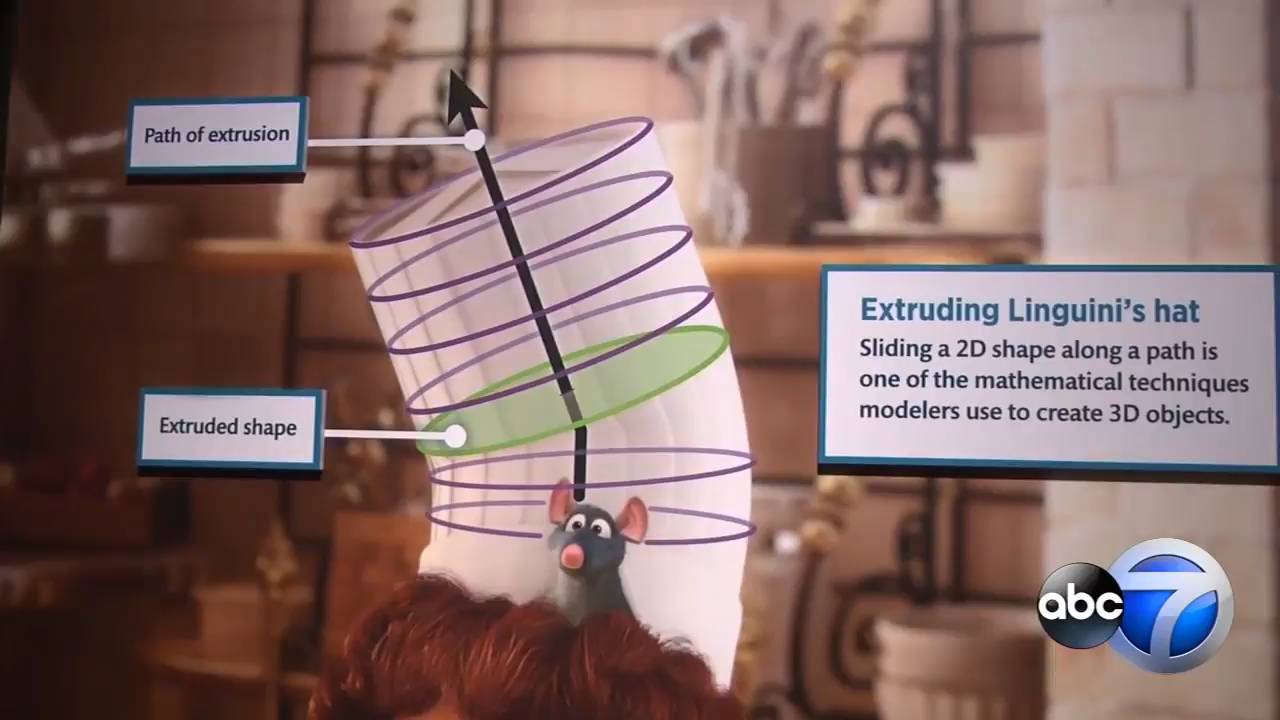 Path of extrusion
Extruding Linguini's hat
Sliding a 2D shape along a path is
one of the mathematical techniques
modelers use to create 3D objects.
Extruded shape
abc 7